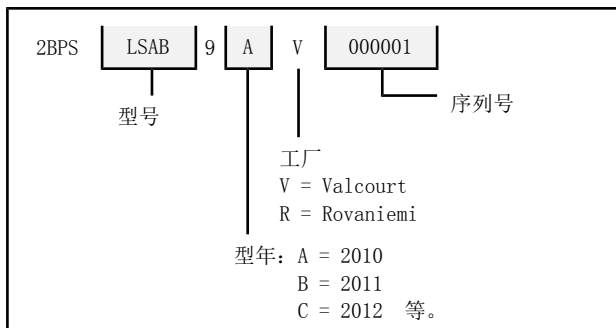 2BPS LSAB 9 A V 000001
型号
序列号
工厂
V = Valcourt
R = Rovaniemi
型年: A = 2010
B = 2011
C = 2012 等。